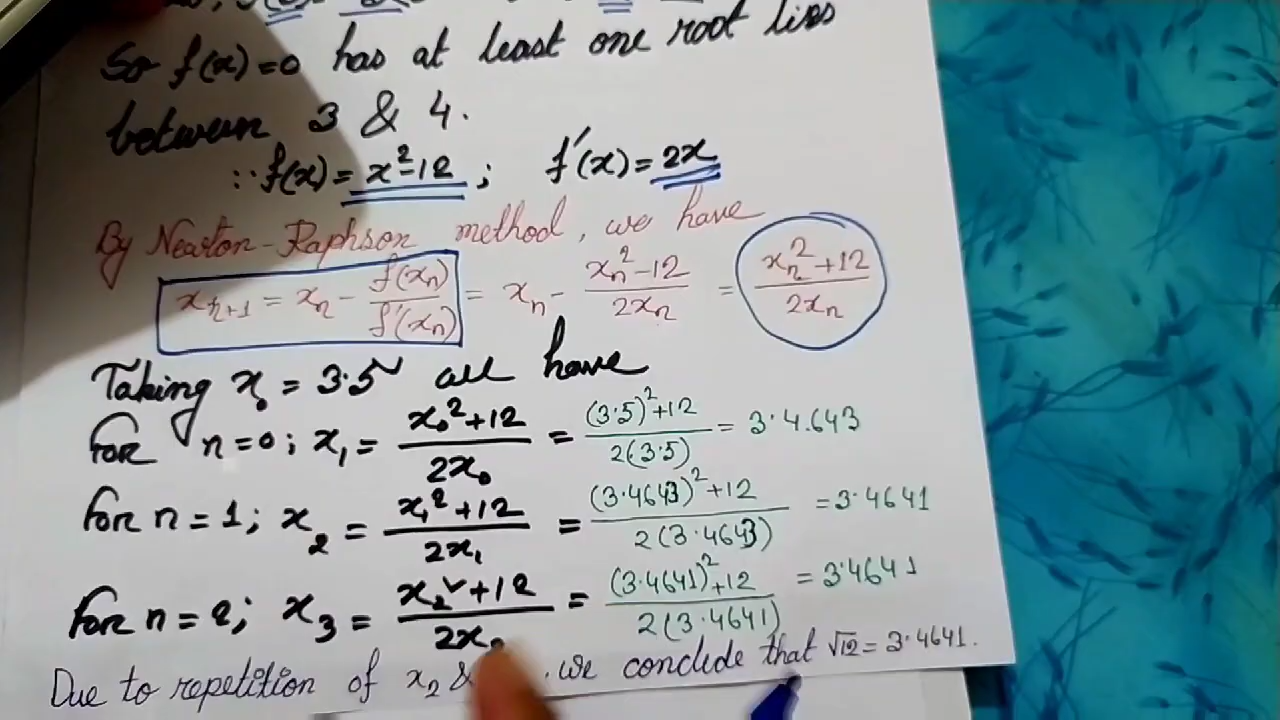 So f(x)=0 has at least one root lies
between 3 & 4.
∵ f(x) = x²-12 ; f'(x) = 2x
By Newton-Raphson method, we have
xₙ₊₁ = xₙ - f(xₙ)/f'(xₙ) = xₙ - (xₙ²-12)/2xₙ = (xₙ²+12)/2xₙ
Taking x₀ = 3.5 have
For n=0; x₁ = (x₀²+12)/2x₀ = ((3.5)²+12)/2(3.5) = 3.4.643
For n=1; x₂ = (x₁²+12)/2x₁ = ((3.4643)²+12)/2(3.4643) = 3.4641
For n=2; x₃ = (x₂²+12)/2x = ((3.4641)²+12)/2(3.4641) = 3.4641
Due to repetition of x₂ & . we conclude that √12 = 3.4641.